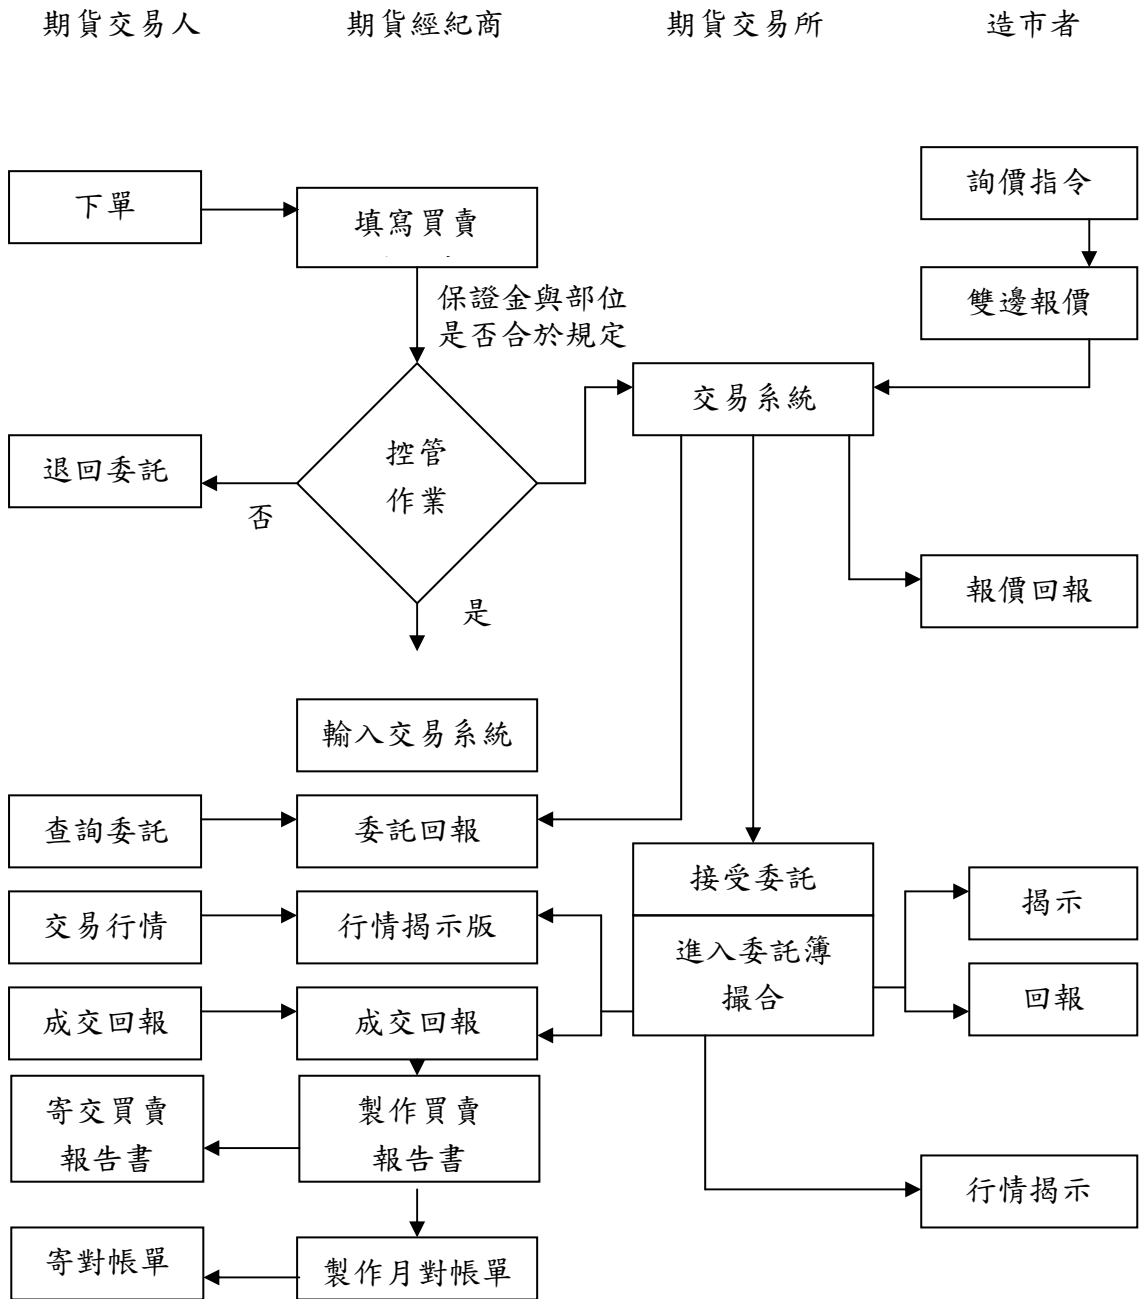 期貨交易人
期貨經紀商
期貨交易所
造市者
詢價指令
下單
填寫買賣
雙邊報價
保證金與部位
是否合於規定
交易系統
控管
作業
退回委託
否
報價回報
是
輸入交易系統
查詢委託
委託回報
接受委託
揭示
交易行情
行情揭示版
進入委託簿
撮合
回報
成交回報
成交回報
寄交買賣
報告書
製作買賣
報告書
行情揭示
寄對帳單
製作月對帳單